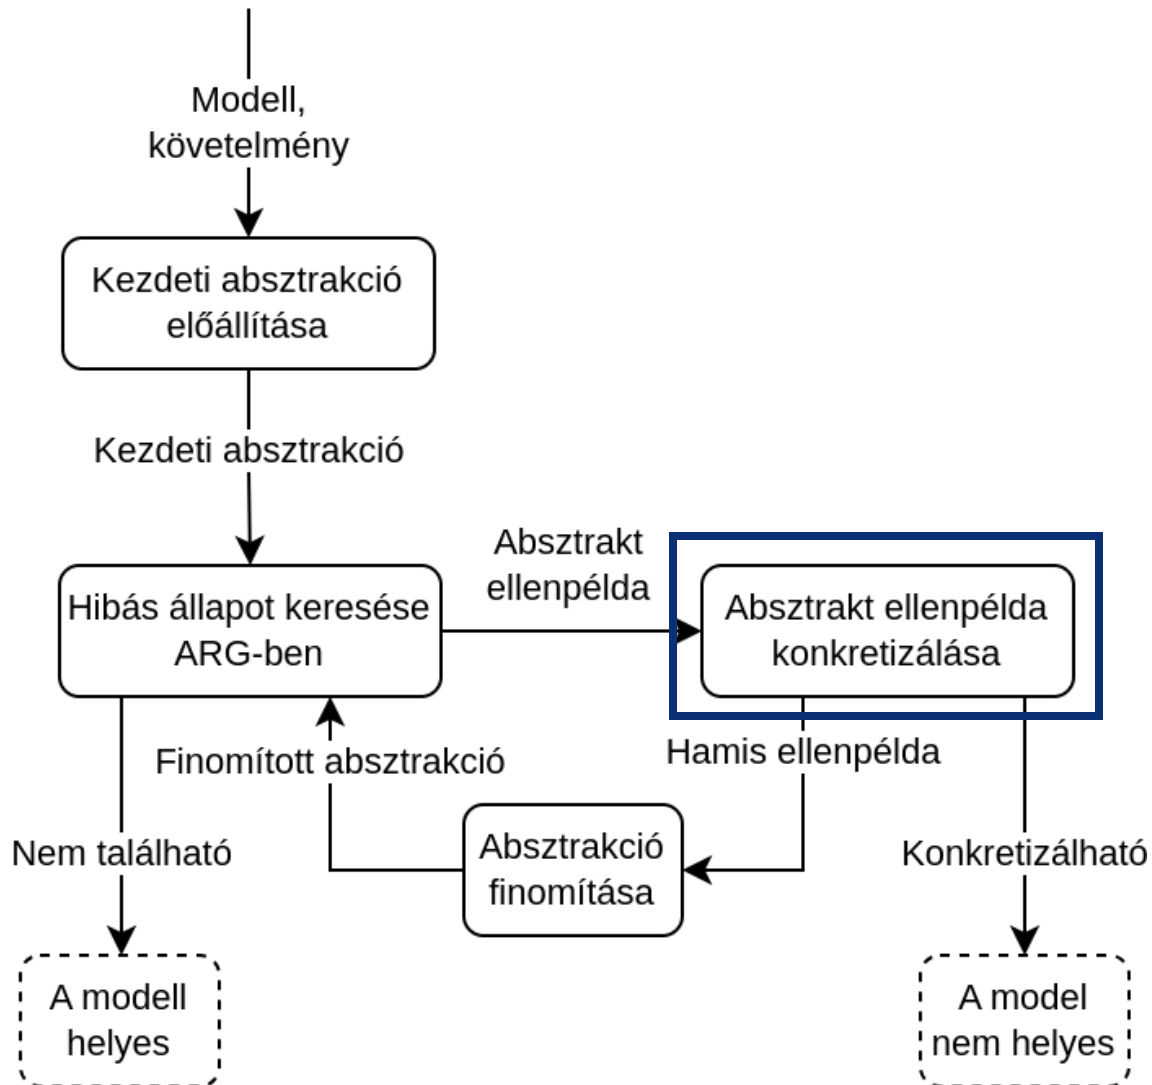 Modell,
követelmény
Kezdeti absztrakció
előállítása
Kezdeti absztrakció
Absztrakt
ellenpélda
Hibás állapot keresése
ARG-ben
Absztrakt ellenpélda
konkretizálása
Finomított absztrakció
Hamis ellenpélda
Nem található
Absztrakció
finomítása
Konkretizálható
A modell
helyes
A model
nem helyes